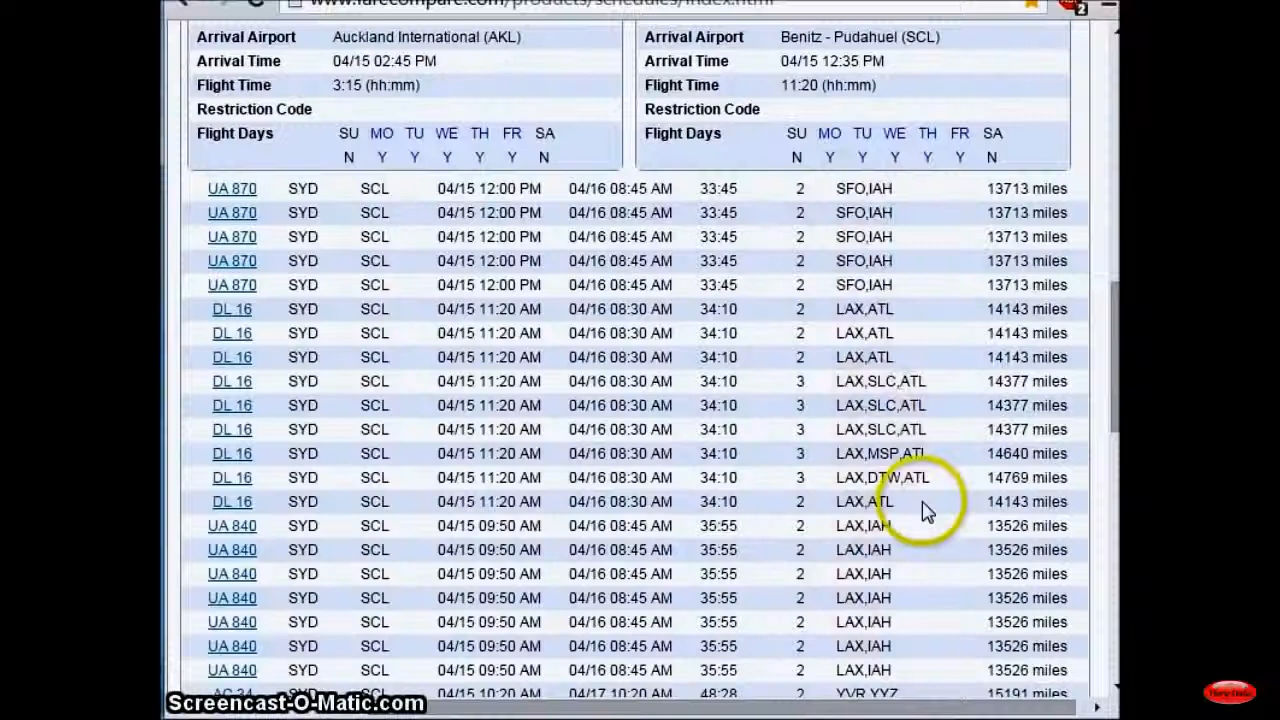 www.farecompare.com/products/schedules/index.html
2
Arrival Airport Auckland International (AKL) Arrival Airport Benitz - Pudahuel (SCL)
Arrival Time 04/15 02:45 PM Arrival Time 04/15 12:35 PM
Flight Time 3:15 (hh:mm) Flight Time 11:20 (hh:mm)
Restriction Code Restriction Code
Flight Days SU MO TU WE TH FR SA Flight Days SU MO TU WE TH FR SA
N Y Y Y Y Y N N Y Y Y Y Y N
UA 870 SYD SCL 04/15 12:00 PM 04/16 08:45 AM 33:45 2 SFO,IAH 13713 miles
UA 870 SYD SCL 04/15 12:00 PM 04/16 08:45 AM 33:45 2 SFO,IAH 13713 miles
UA 870 SYD SCL 04/15 12:00 PM 04/16 08:45 AM 33:45 2 SFO,IAH 13713 miles
UA 870 SYD SCL 04/15 12:00 PM 04/16 08:45 AM 33:45 2 SFO,IAH 13713 miles
UA 870 SYD SCL 04/15 12:00 PM 04/16 08:45 AM 33:45 2 SFO,IAH 13713 miles
DL 16 SYD SCL 04/15 11:20 AM 04/16 08:30 AM 34:10 2 LAX,ATL 14143 miles
DL 16 SYD SCL 04/15 11:20 AM 04/16 08:30 AM 34:10 2 LAX,ATL 14143 miles
DL 16 SYD SCL 04/15 11:20 AM 04/16 08:30 AM 34:10 2 LAX,ATL 14143 miles
DL 16 SYD SCL 04/15 11:20 AM 04/16 08:30 AM 34:10 3 LAX,SLC,ATL 14377 miles
DL 16 SYD SCL 04/15 11:20 AM 04/16 08:30 AM 34:10 3 LAX,SLC,ATL 14377 miles
DL 16 SYD SCL 04/15 11:20 AM 04/16 08:30 AM 34:10 3 LAX,SLC,ATL 14377 miles
DL 16 SYD SCL 04/15 11:20 AM 04/16 08:30 AM 34:10 3 LAX,MSP,ATL 14640 miles
DL 16 SYD SCL 04/15 11:20 AM 04/16 08:30 AM 34:10 3 LAX,DTW,ATL 14769 miles
DL 16 SYD SCL 04/15 11:20 AM 04/16 08:30 AM 34:10 2 LAX,ATL 14143 miles
UA 840 SYD SCL 04/15 09:50 AM 04/16 08:45 AM 35:55 2 LAX,IAH 13526 miles
UA 840 SYD SCL 04/15 09:50 AM 04/16 08:45 AM 35:55 2 LAX,IAH 13526 miles
UA 840 SYD SCL 04/15 09:50 AM 04/16 08:45 AM 35:55 2 LAX,IAH 13526 miles
UA 840 SYD SCL 04/15 09:50 AM 04/16 08:45 AM 35:55 2 LAX,IAH 13526 miles
UA 840 SYD SCL 04/15 09:50 AM 04/16 08:45 AM 35:55 2 LAX,IAH 13526 miles
UA 840 SYD SCL 04/15 09:50 AM 04/16 08:45 AM 35:55 2 LAX,IAH 13526 miles
UA 840 SYD SCL 04/15 09:50 AM 04/16 08:45 AM 35:55 2 LAX,IAH 13526 miles
AC 34 SYD SCL 04/15 10:20 AM 04/17 10:20 AM 48:28 2 YVR,YYZ 15191 miles
Screencast-O-Matic.com